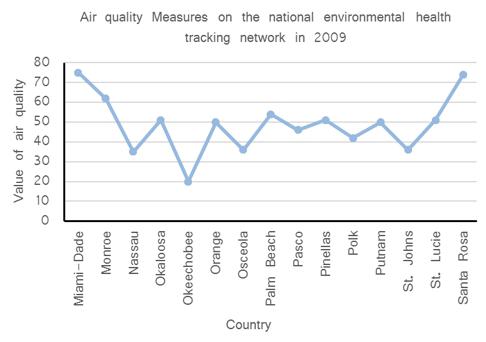 Air quality Measures on the national environmental health
tracking network in 2009
Value of air quality
80
70
60
50
40
30
20
10
0
Miami-Dade
Monroe
Nassau
Okaloosa
Okeechobee
Orange
Osceola
Palm Beach
Pasco
Pinellas
Polk
Putnam
St. Johns
St. Lucie
Santa Rosa
Country